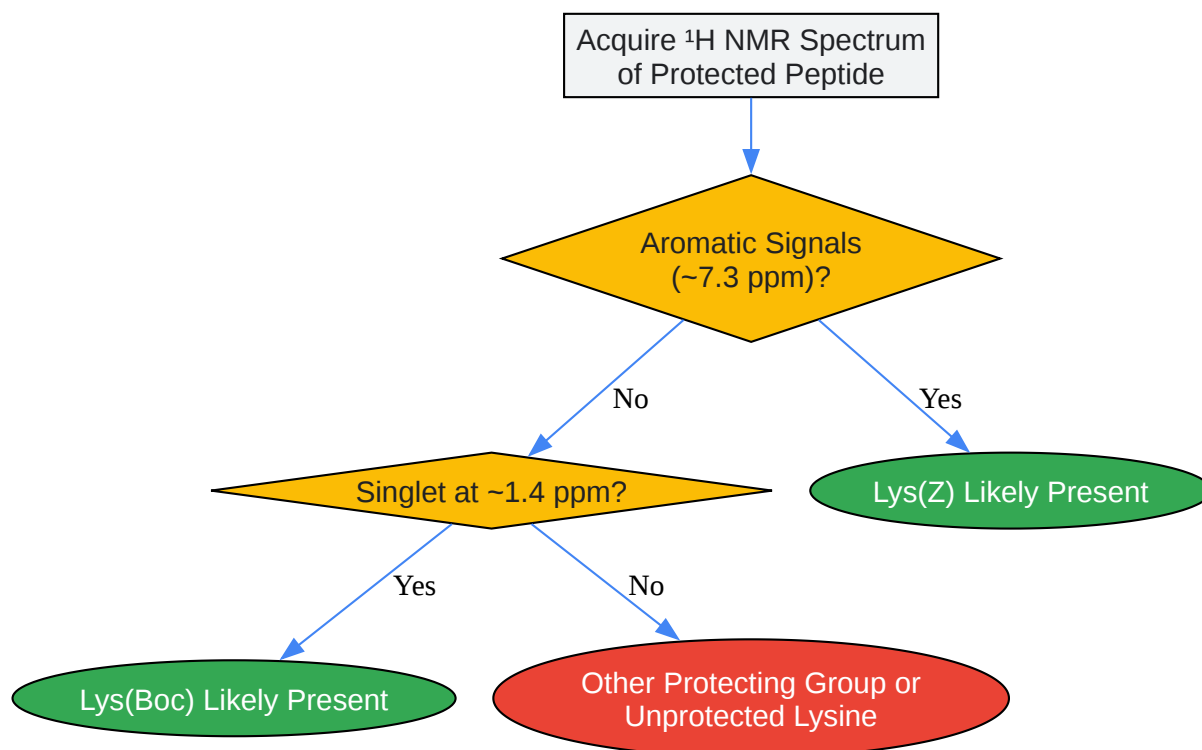 Acquire ¹H NMR Spectrum
of Protected Peptide
Aromatic Signals
(~7.3 ppm)?
No
Yes
Singlet at ~1.4 ppm?
Lys(Z) Likely Present
Yes
No
Lys(Boc) Likely Present
Other Protecting Group or
Unprotected Lysine